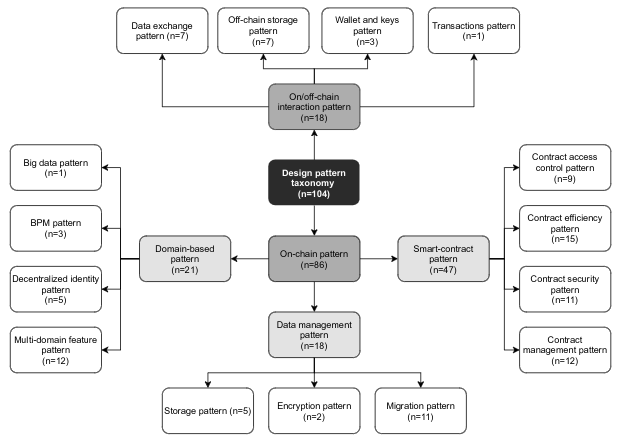 Data exchange
pattern (n=7)
Off-chain storage
pattern
(n=7)
Wallet and keys
pattern
(n=3)
Transactions pattern
(n=1)
On/off-chain
interaction pattern
(n=18)
Design pattern
taxonomy
(n=104)
Big data pattern
(n=1)
BPM pattern
(n=3)
Decentralized identity
pattern
(n=5)
Multi-domain feature
pattern
(n=12)
Domain-based
pattern
(n=21)
On-chain pattern
(n=86)
Smart-contract
pattern
(n=47)
Contract access
control pattern
(n=9)
Contract efficiency
pattern
(n=15)
Contract security
pattern
(n=11)
Contract
management pattern
(n=12)
Data management
pattern
(n=18)
Storage pattern (n=5)
Encryption pattern
(n=2)
Migration pattern
(n=11)